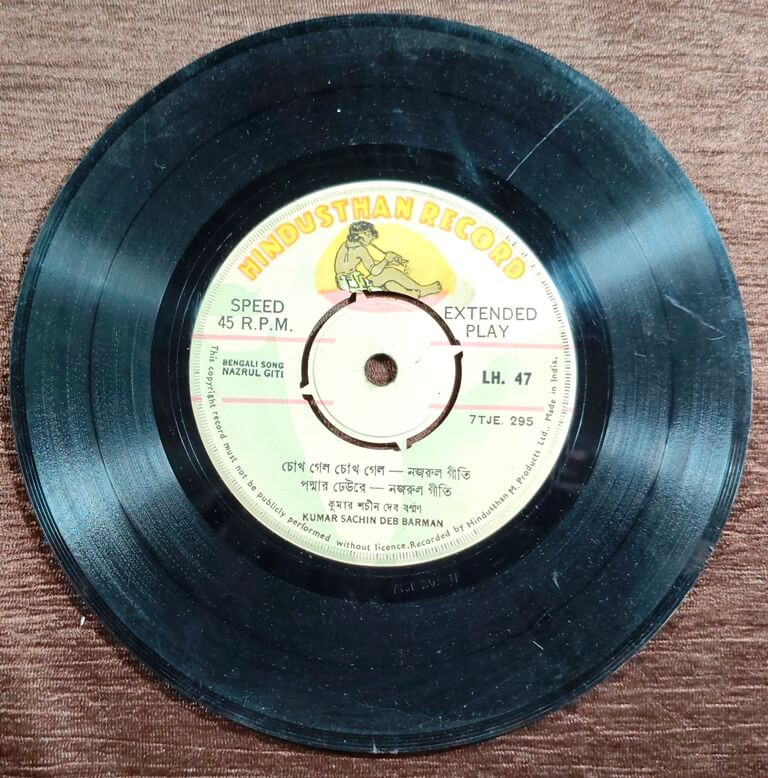 HINDUSTHAN RECORD
SPEED
45 R.P.M.
EXTENDED
PLAY
BENGALI SONG
NAZRUL GITI
LH. 47
7TJE. 295
চোখ গেল চোখ গেল — নজরুল গীতি
পদ্মার ঢেউরে — নজরুল গীতি
কুমার শচীন দেব বর্ম্মণ
KUMAR SACHIN DEB BARMAN
This copyright record must not be publicly performed without licence. Recorded by Hindusthan M. Products Ltd., Made in India.